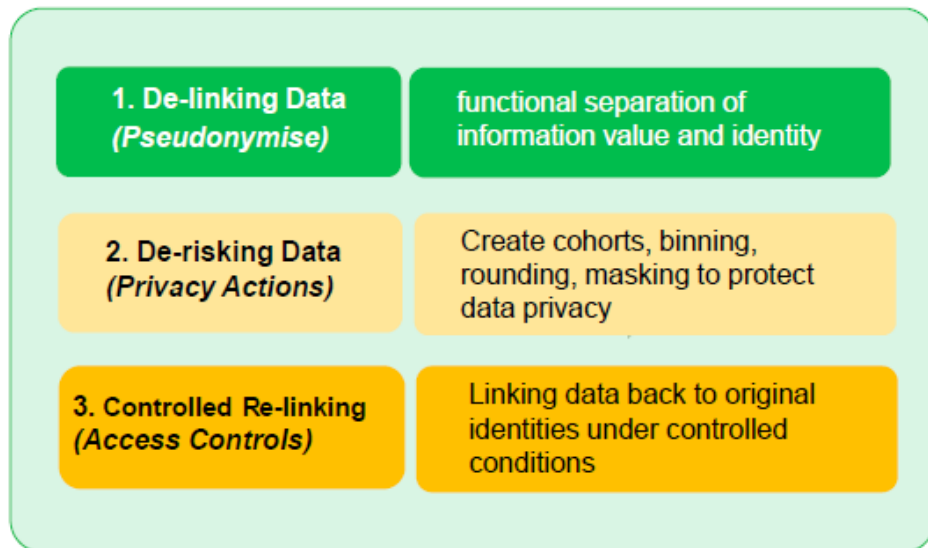 1. De-linking Data
(Pseudonymise)
functional separation of
information value and identity
2. De-risking Data
(Privacy Actions)
Create cohorts, binning,
rounding, masking to protect
data privacy
3. Controlled Re-linking
(Access Controls)
Linking data back to original
identities under controlled
conditions